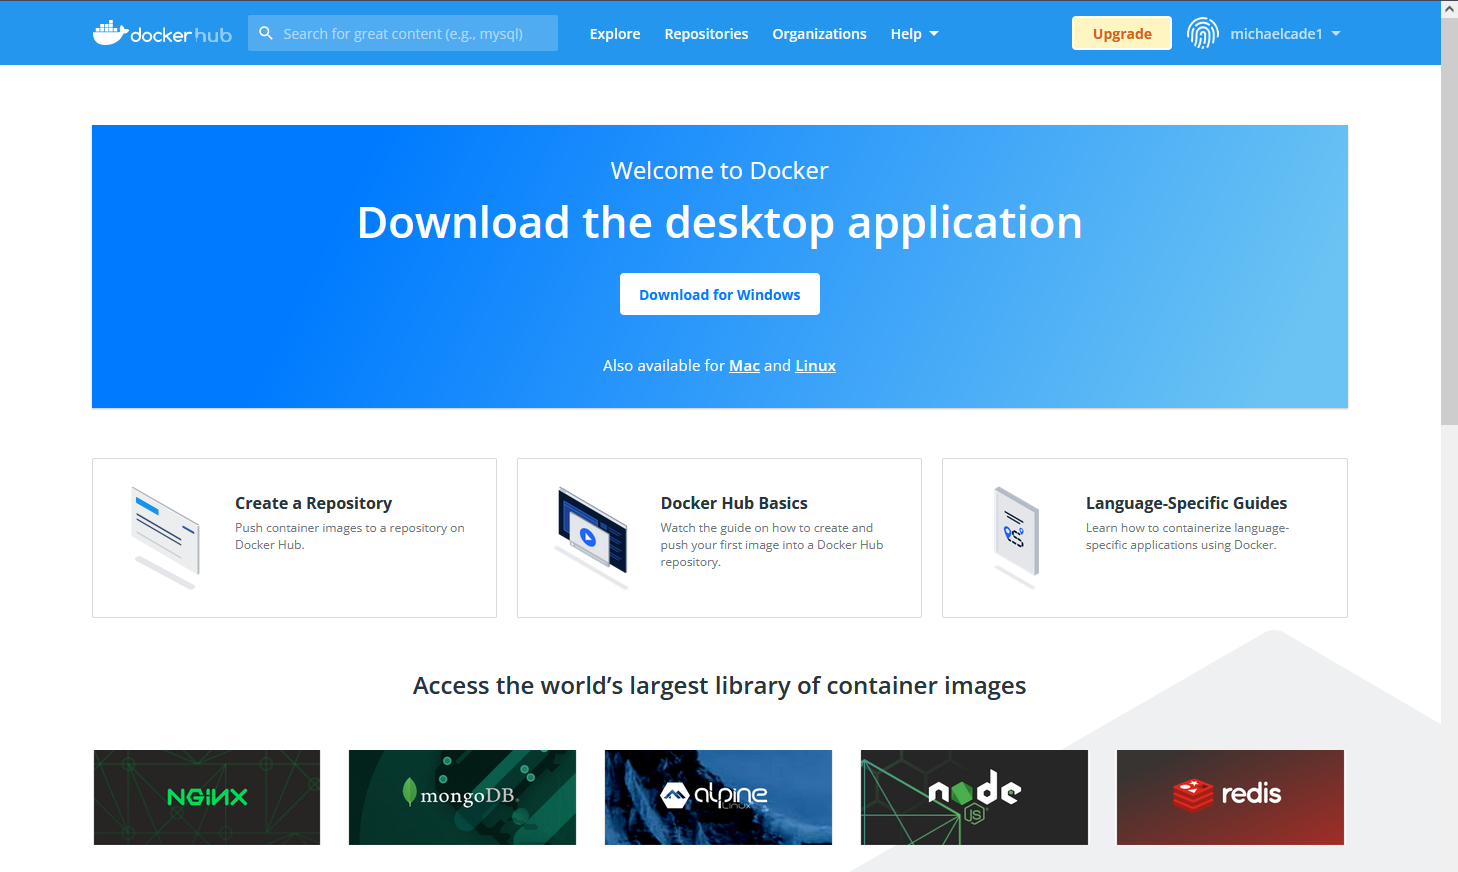 docker hub Search for great content (e.g., mysql) Explore Repositories Organizations Help Upgrade michaelcade1
Welcome to Docker
Download the desktop application
Download for Windows
Also available for Mac and Linux
Create a Repository
Push container images to a repository on
Docker Hub.
Docker Hub Basics
Watch the guide on how to create and
push your first image into a Docker Hub
repository.
Language-Specific Guides
Learn how to containerize language-
specific applications using Docker.
Access the world's largest library of container images
NGINX
mongoDB®
alpine
Linux
node
JS
redis